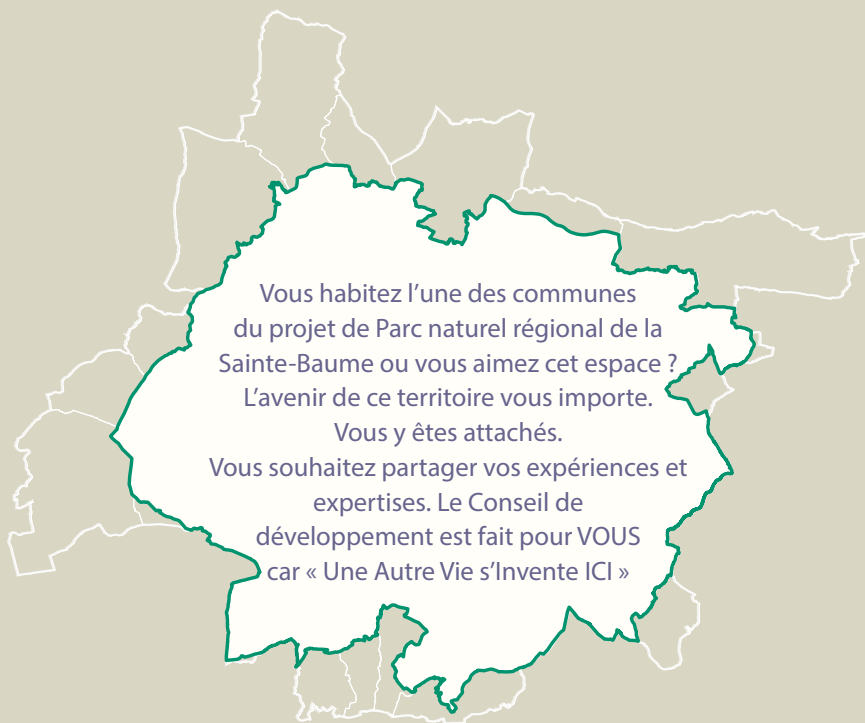 Vous habitez l’une des communes
du projet de Parc naturel régional de la
Sainte-Baume ou vous aimez cet espace ?
L’avenir de ce territoire vous importe.
Vous y êtes attachés.
Vous souhaitez partager vos expériences et
expertises. Le Conseil de
développement est fait pour VOUS
car « Une Autre Vie s’Invente ICI »